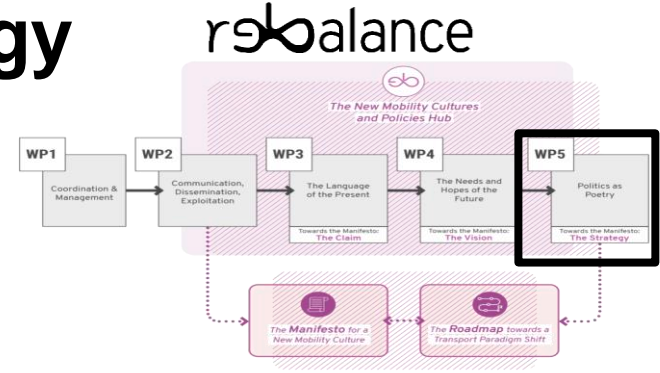 gy
rebalance
The New Mobility Cultures
and Policies Hub
WP1
WP2
WP3
WP4
WP5
Coordination &
Management
Communication,
Dissemination,
Exploitation
The Language
of the Present
The Needs and
Hopes of the
Future
Politics as
Poetry
Towards the Manifesto:
The Claim
Towards the Manifesto:
The Vision
Towards the Manifesto:
The Strategy
The Manifesto for a
New Mobility Culture
The Roadmap towards a
Transport Paradigm Shift